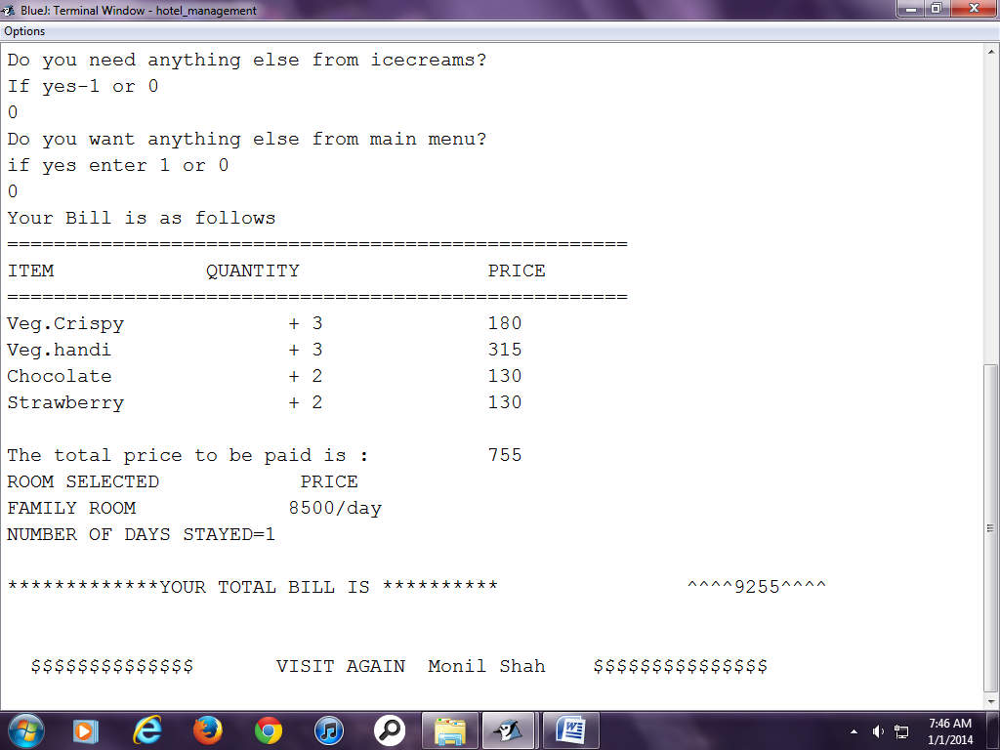 BlueJ: Terminal Window - hotel_management
Options
Do you need anything else from icecreams?
If yes-1 or 0
0
Do you want anything else from main menu?
if yes enter 1 or 0
0
Your Bill is as follows
=====================================================
ITEM QUANTITY PRICE
=====================================================
Veg.Crispy + 3 180
Veg.handi + 3 315
Chocolate + 2 130
Strawberry + 2 130
The total price to be paid is : 755
ROOM SELECTED PRICE
FAMILY ROOM 8500/day
NUMBER OF DAYS STAYED=1
*************YOUR TOTAL BILL IS ********** ^^^^9255^^^^
$$$$$$$$$$$$$$ VISIT AGAIN Monil Shah $$$$$$$$$$$$$$$
7:46 AM
1/1/2014